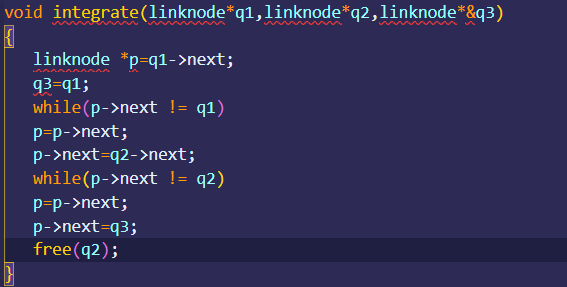 void integrate(linknode*q1,linknode*q2,linknode*&q3)
{
linknode *p=q1->next;
q3=q1;
while(p->next != q1)
p=p->next;
p->next=q2->next;
while(p->next != q2)
p=p->next;
p->next=q3;
free(q2);
}